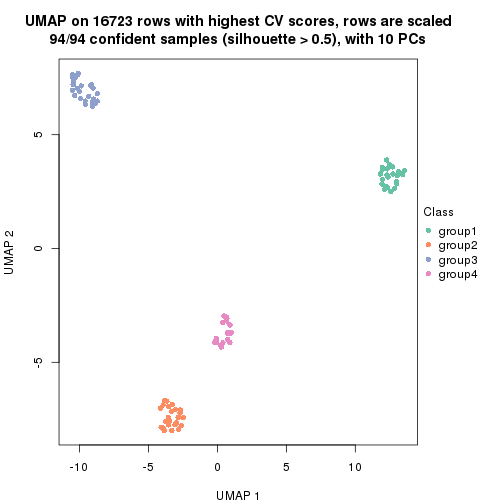 UMAP on 16723 rows with highest CV scores, rows are scaled
94/94 confident samples (silhouette > 0.5), with 10 PCs
5
0
-5
UMAP 2
-10
-5
0
5
10
UMAP 1
Class
group1
group2
group3
group4